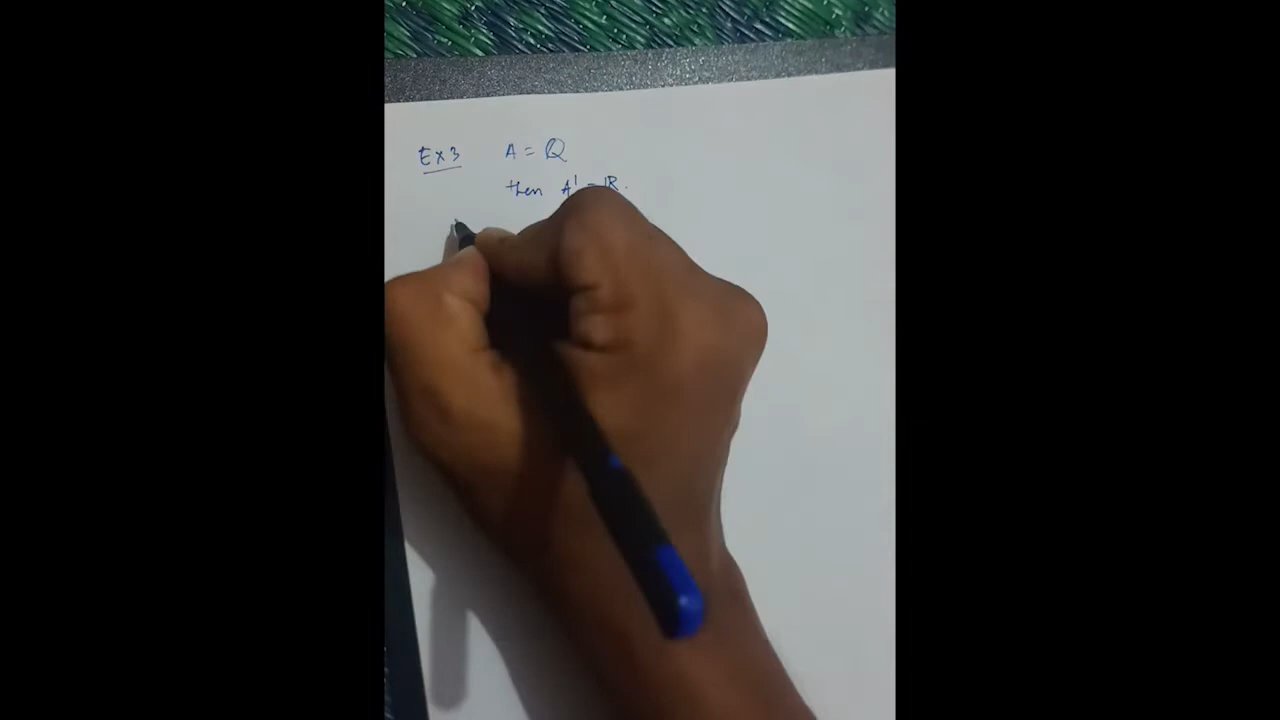 Ex 3 A = ℚ
then A' = ℝ.